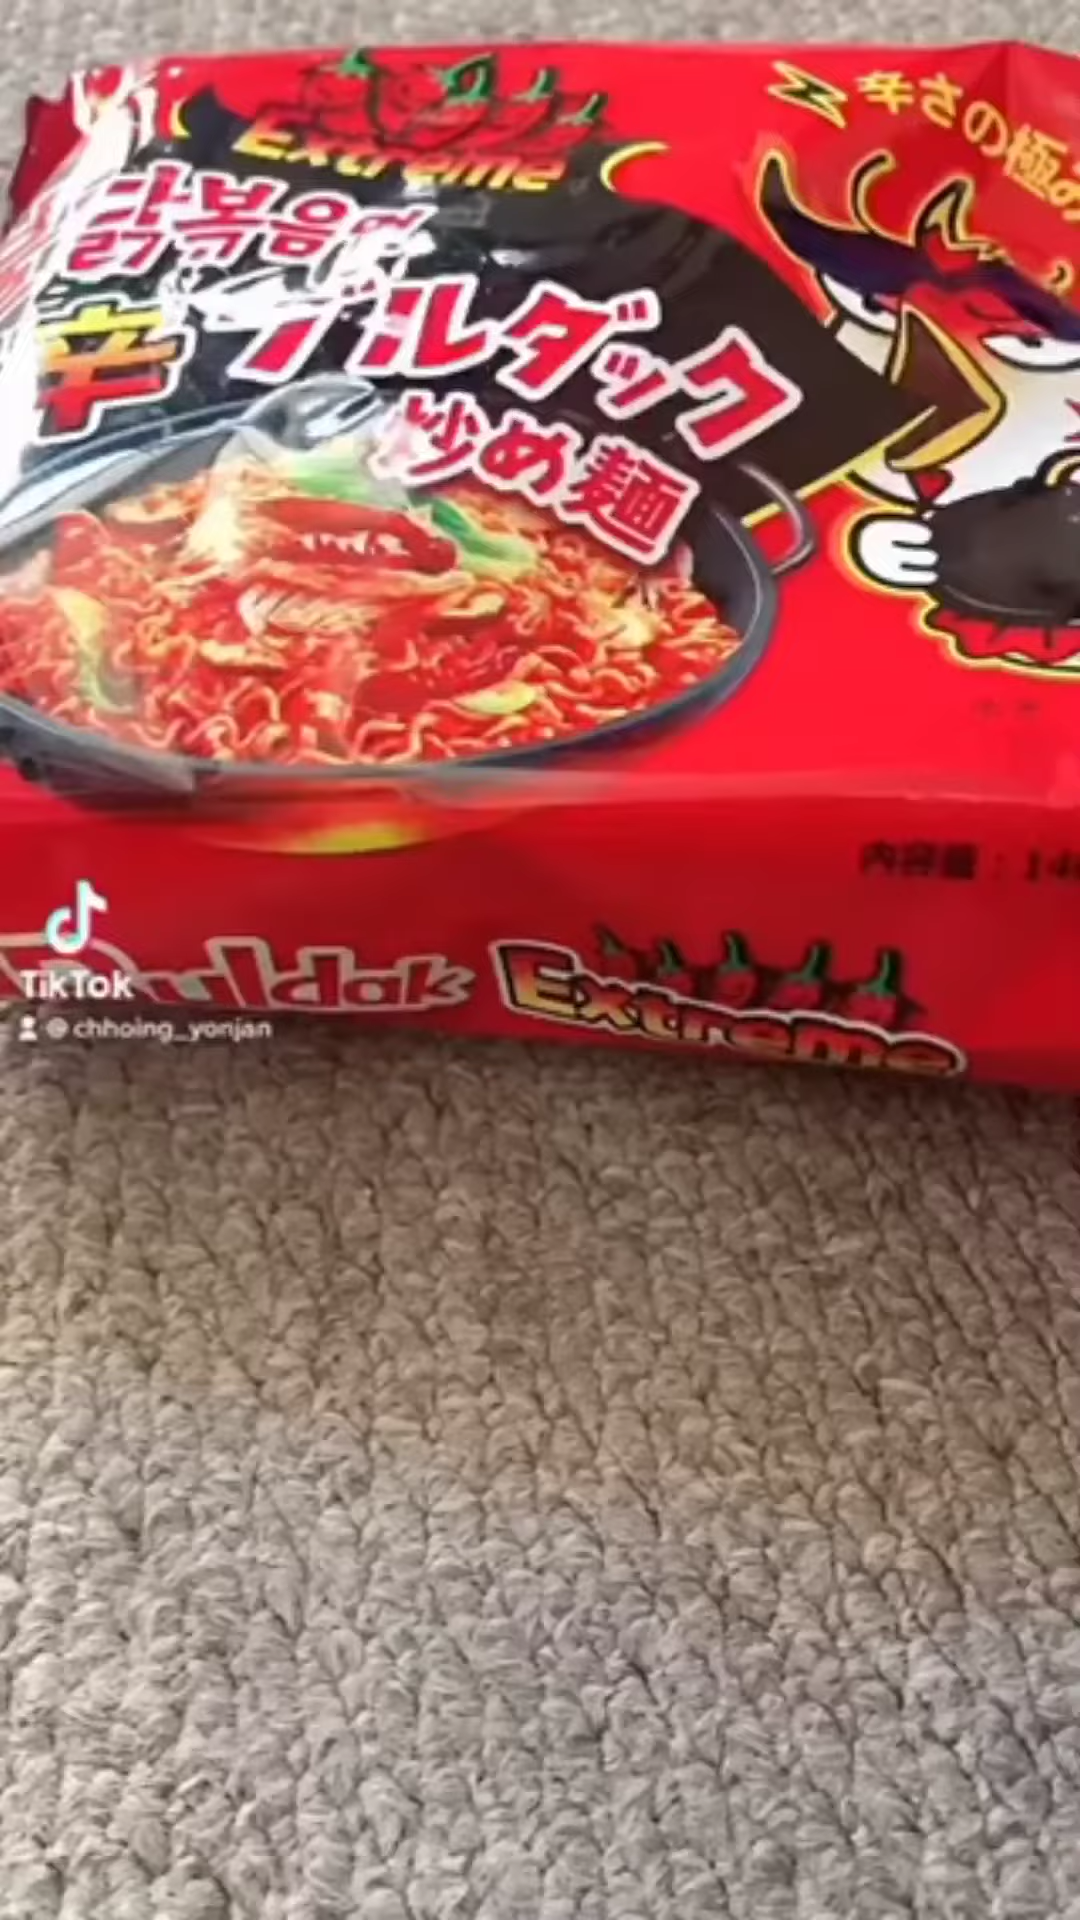 Extreme
辛さの極み
닭볶음면
辛ブルダック
炒め麺
内容量：14
Buldak Extreme
TikTok
@chhoing_yonjan